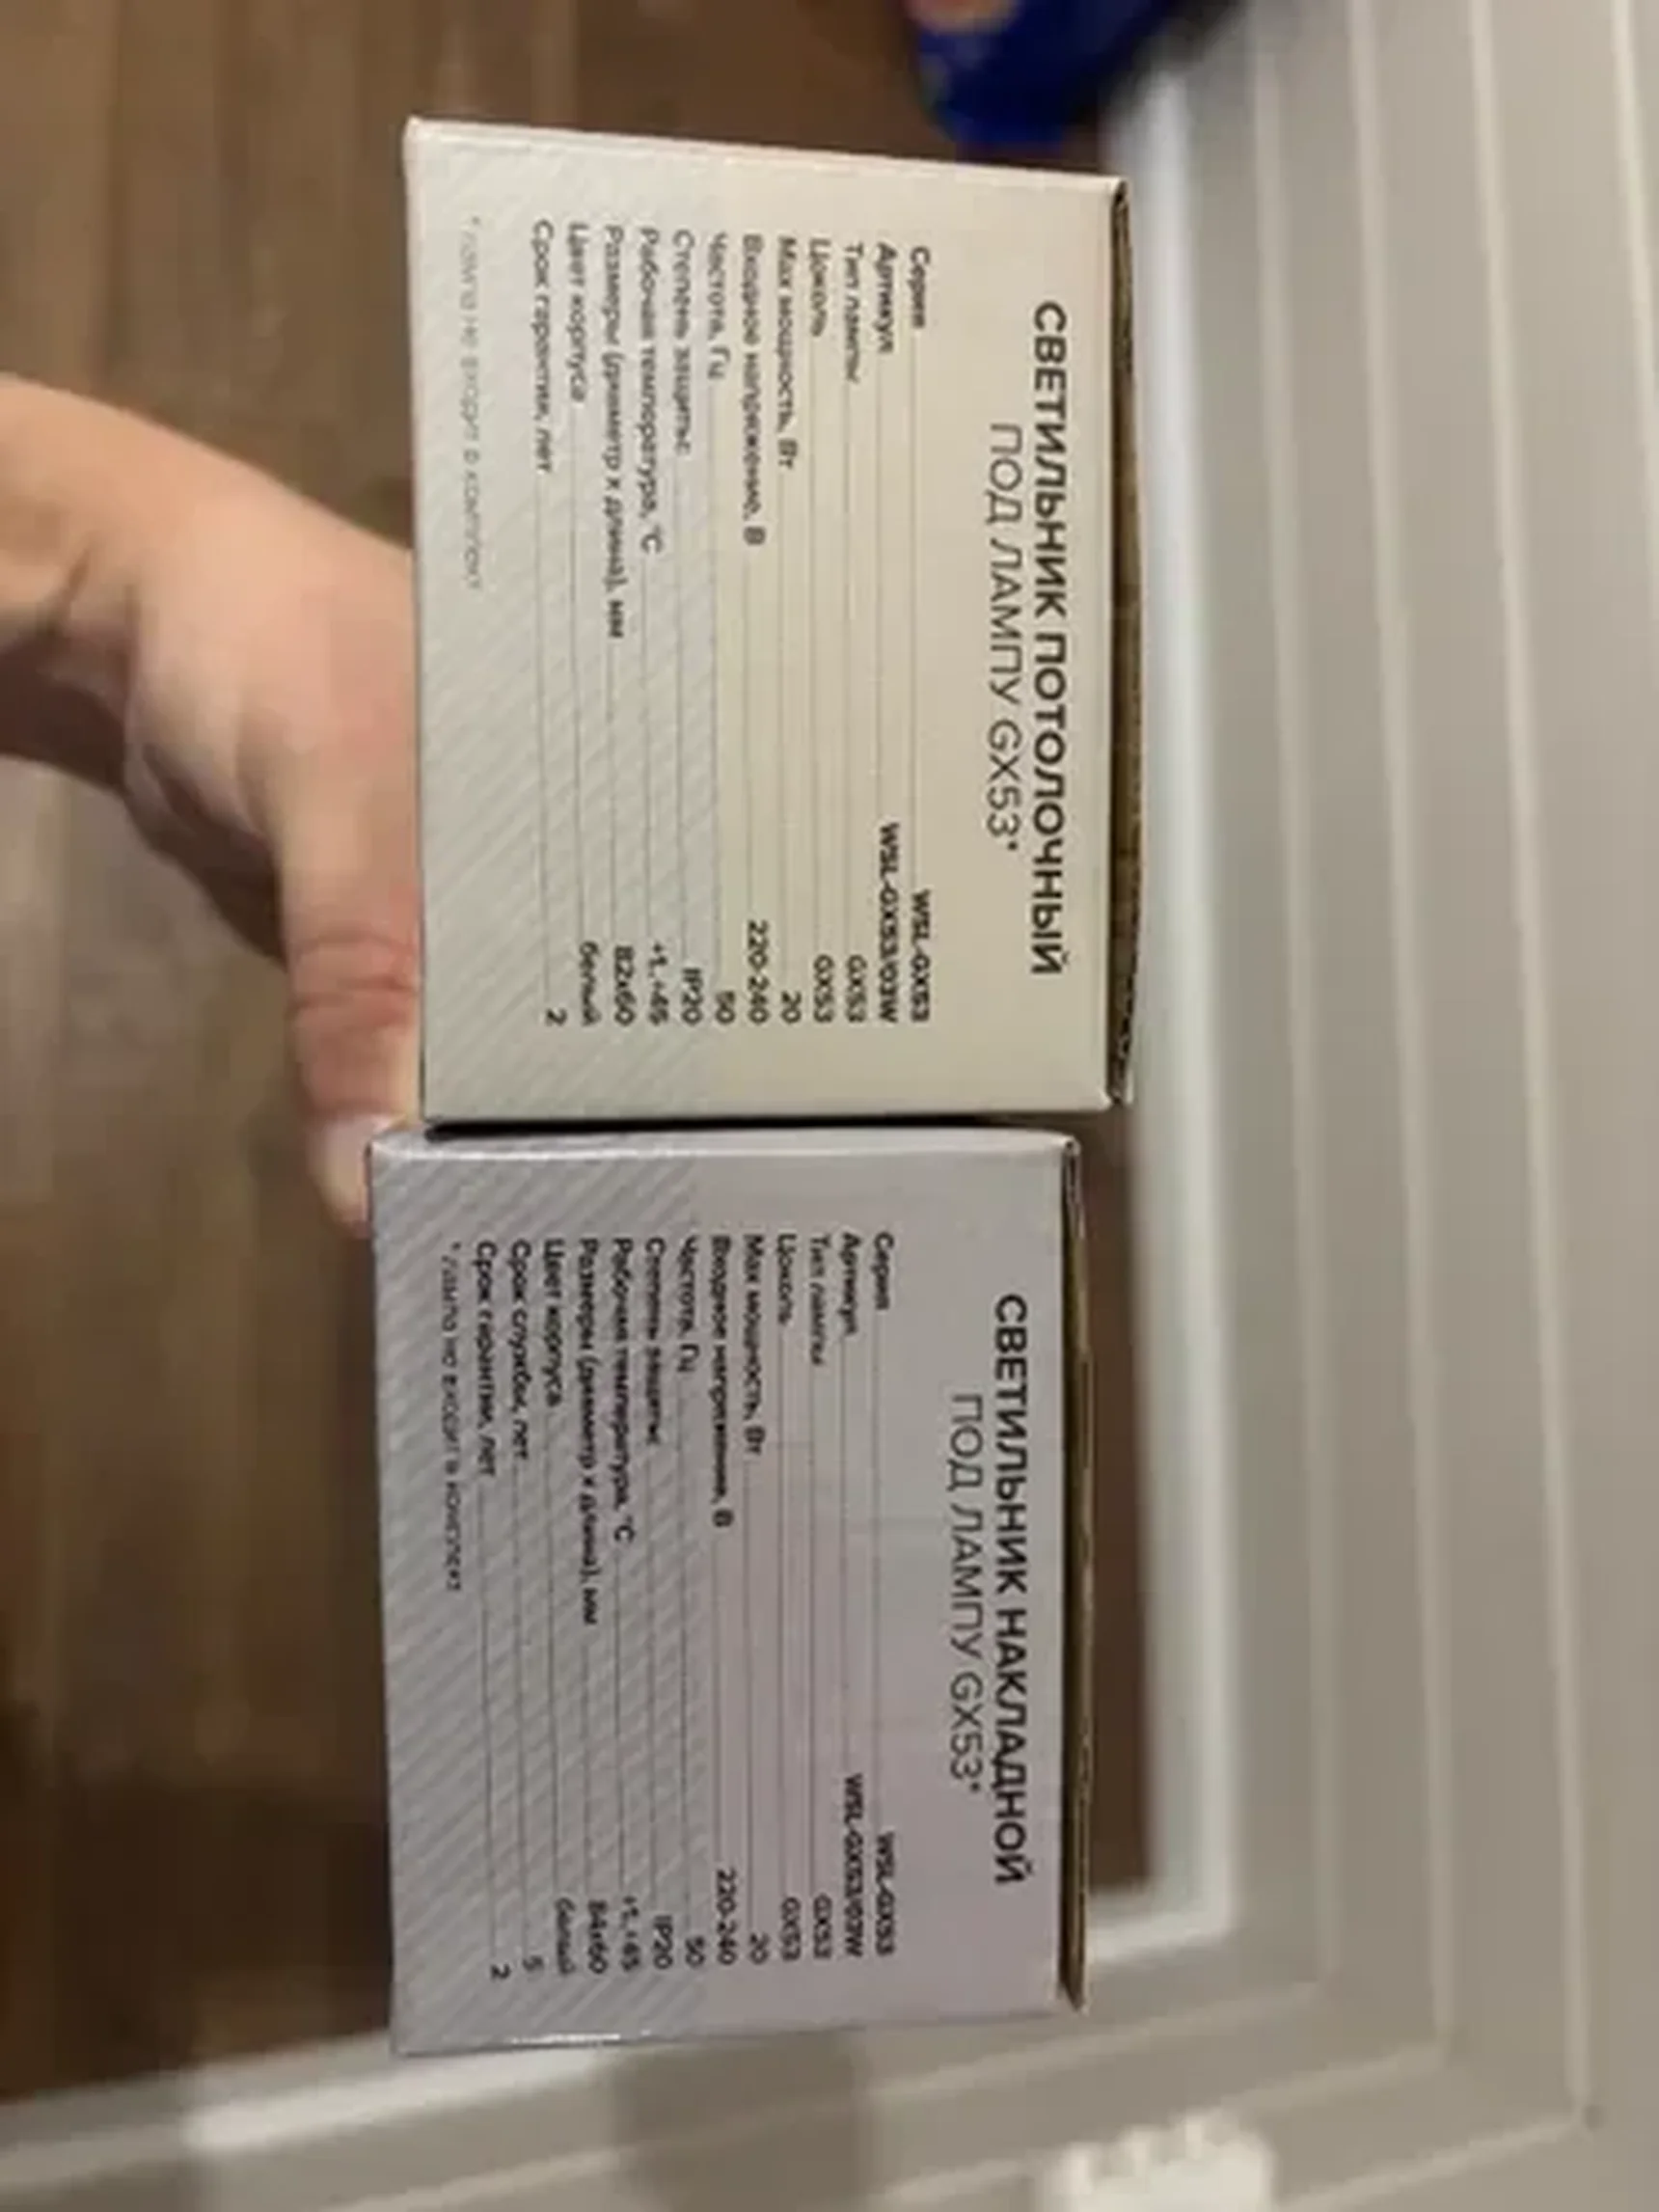 СВЕТИЛЬНИК ПОТОЛОЧНЫЙ
ПОД ЛАМПУ GX53*
Серия WSL-GX53
Артикул WSL-GX53/03W
Тип лампы GX53
Цоколь GX53
Max мощность, Вт 20
Входное напряжение, В 220-240
Частота, Гц 50
Степень защиты IP20
Рабочая температура, °C +1..+45
Размеры (диаметр х длина), мм 82x60
Цвет корпуса белый
Срок гарантии, лет 2
*лампа не входит в комплект
СВЕТИЛЬНИК НАКЛАДНОЙ
ПОД ЛАМПУ GX53*
Серия WSL-GX53
Артикул WSL-GX53/07W
Тип лампы GX53
Цоколь GX53
Max мощность, Вт 20
Входное напряжение, В 220-240
Частота, Гц 50
Степень защиты IP20
Рабочая температура, °C +1..+45
Размеры (диаметр х длина), мм 84x60
Цвет корпуса белый
Срок службы, лет 5
Срок гарантии, лет 2
*лампа не входит в комплект